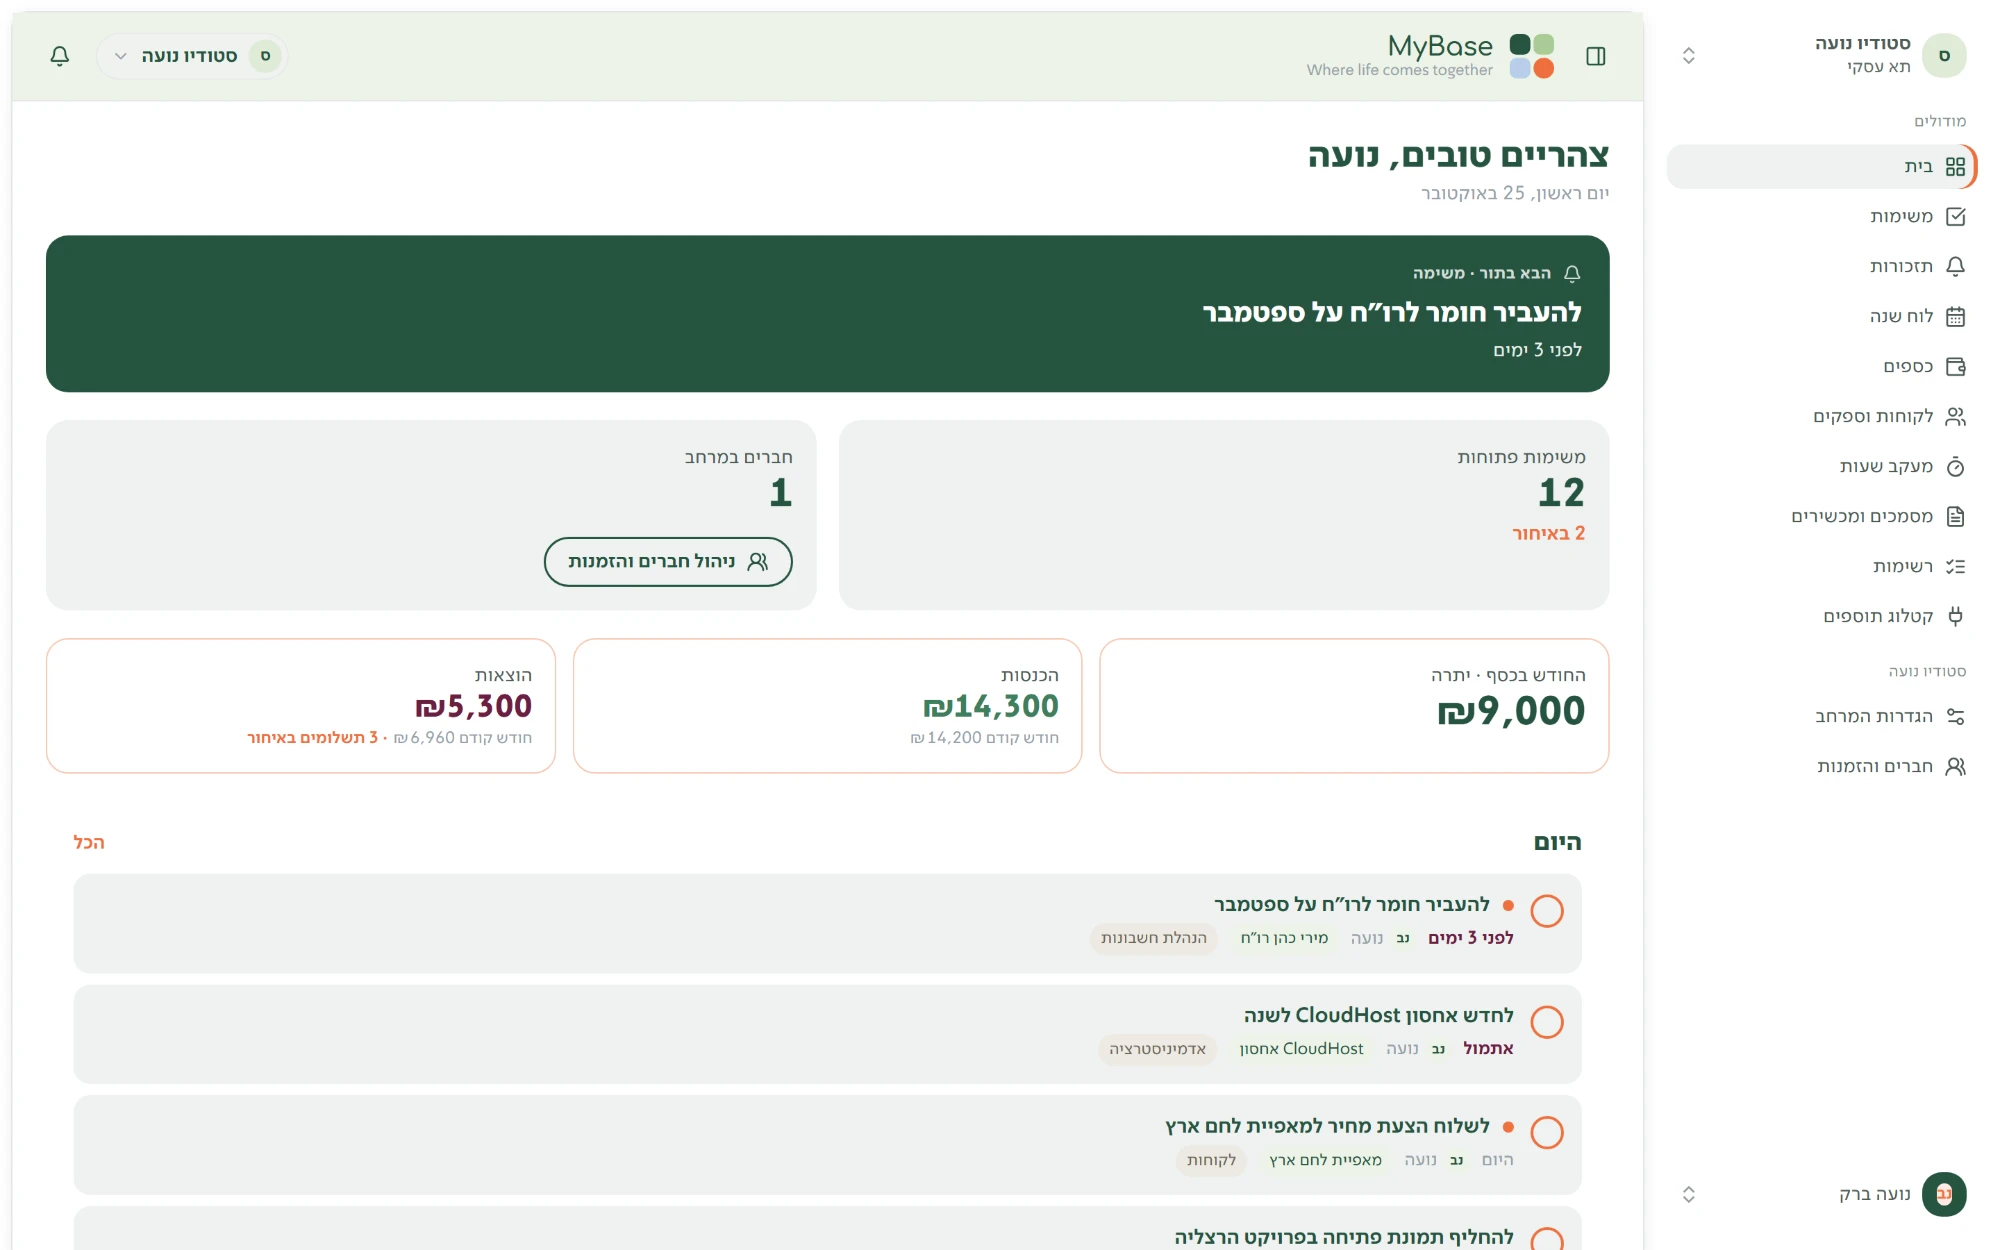 סטודיו נועה
תא עסקי
ס
מודולים
בית
משימות
תזכורות
לוח שנה
כספים
לקוחות וספקים
מעקב שעות
מסמכים ומכשירים
רשימות
קטלוג תוספים
סטודיו נועה
הגדרות המרחב
חברים והזמנות
נב
נועה ברק
MyBase
Where life comes together
ס
סטודיו נועה
צהריים טובים, נועה
יום ראשון, 25 באוקטובר
הבא בתור · משימה
להעביר חומר לרו״ח על ספטמבר
לפני 3 ימים
משימות פתוחות
12
2 באיחור
חברים במרחב
1
ניהול חברים והזמנות
החודש בכסף · יתרה
₪9,000
הכנסות
₪14,300
חודש קודם 14,200 ₪
הוצאות
₪5,300
חודש קודם 6,960 ₪ · 3 תשלומים באיחור
היום
הכל
להעביר חומר לרו״ח על ספטמבר
לפני 3 ימים נב נועה מירי כהן רו״ח הנהלת חשבונות
לחדש אחסון CloudHost לשנה
אתמול נב נועה CloudHost אחסון אדמיניסטרציה
לשלוח הצעת מחיר למאפיית לחם ארץ
היום נב נועה מאפיית לחם ארץ לקוחות
להחליף תמונת פתיחה בפרויקט הרצליה